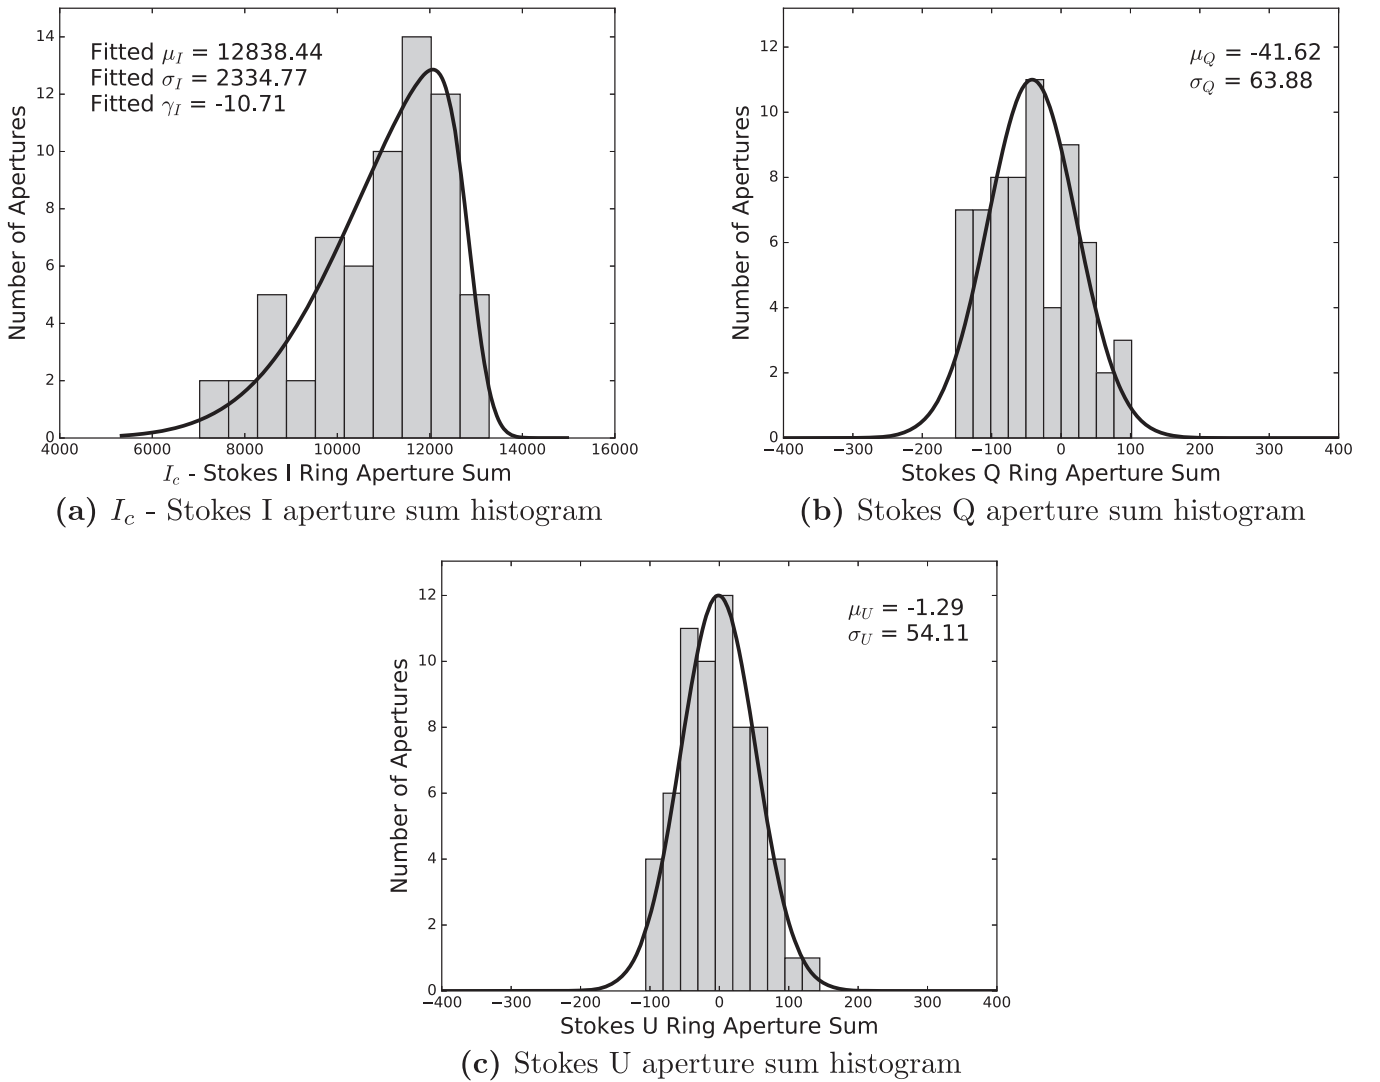 Fitted μ_I = 12838.44
Fitted σ_I = 2334.77
Fitted γ_I = -10.71
Number of Apertures
14
12
10
8
6
4
2
0
4000 6000 8000 10000 12000 14000 16000
I_c - Stokes I Ring Aperture Sum
(a) I_c - Stokes I aperture sum histogram
μ_Q = -41.62
σ_Q = 63.88
Number of Apertures
12
10
8
6
4
2
0
−400 −300 −200 −100 0 100 200 300 400
Stokes Q Ring Aperture Sum
(b) Stokes Q aperture sum histogram
μ_U = -1.29
σ_U = 54.11
Number of Apertures
12
10
8
6
4
2
0
−400 −300 −200 −100 0 100 200 300 400
Stokes U Ring Aperture Sum
(c) Stokes U aperture sum histogram